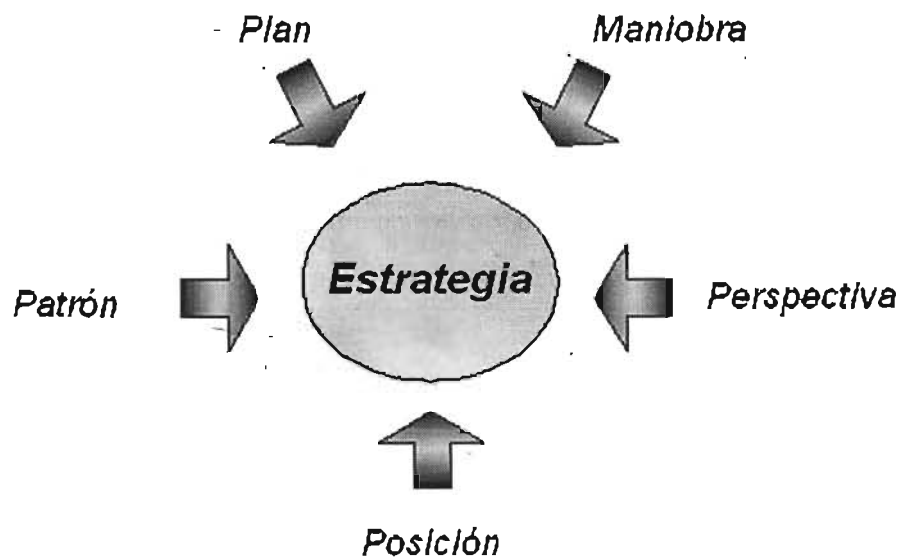 Plan
Maniobra
Estrategia
Patrón
Perspectiva
Posición